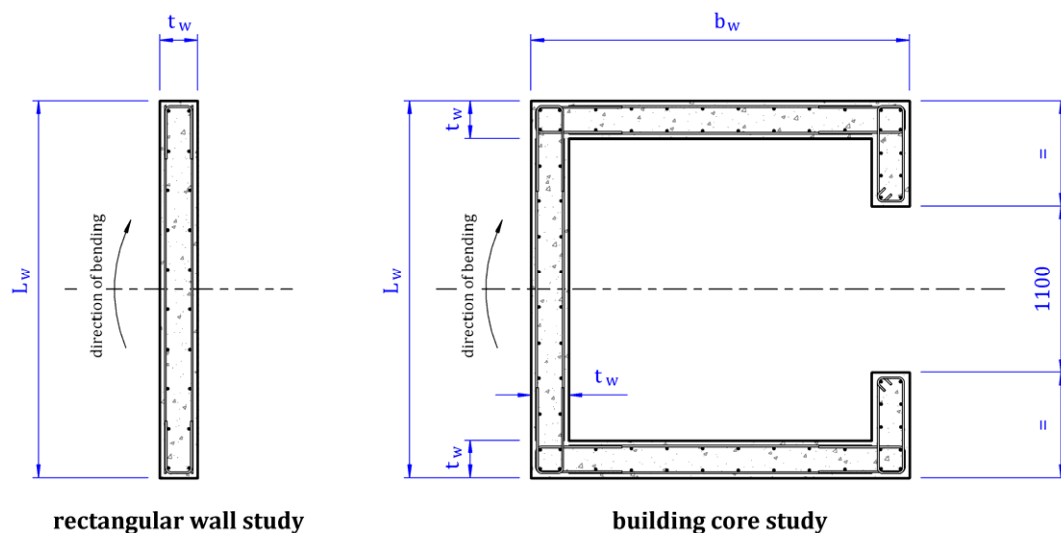 t w
b w
L w
direction of bending
t w
L w
direction of bending
t w
t w
=
1100
=
rectangular wall study
building core study